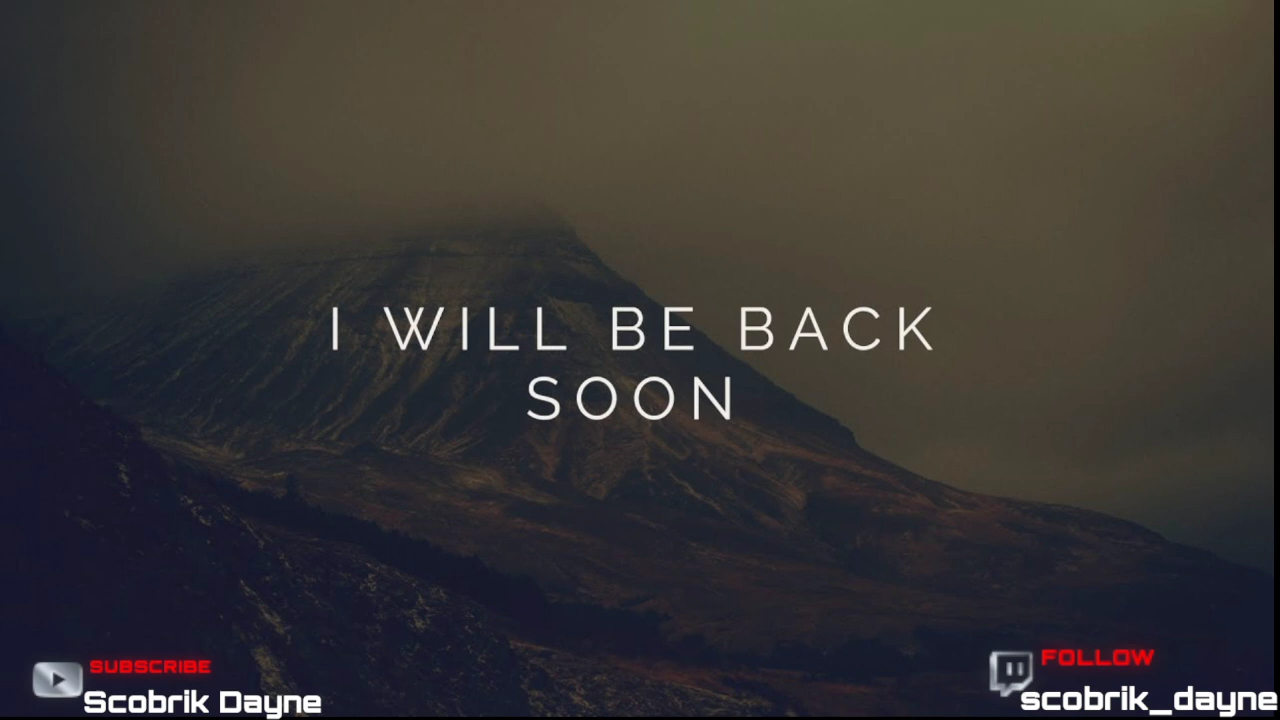 I WILL BE BACK
SOON
SUBSCRIBE
Scobrik Dayne
FOLLOW
scobrik_dayne